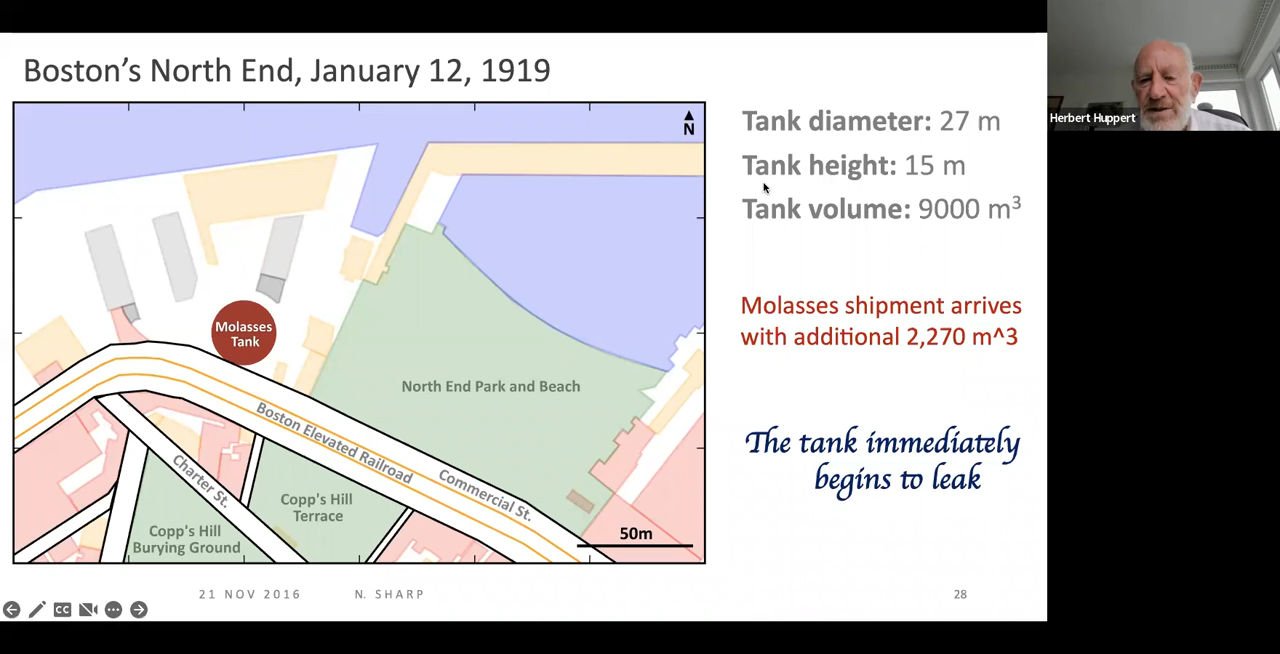 Boston's North End, January 12, 1919
N
Molasses
Tank
North End Park and Beach
Boston Elevated Railroad
Commercial St.
Charter St.
Copp's Hill
Terrace
Copp's Hill
Burying Ground
50m
Tank diameter: 27 m
Tank height: 15 m
Tank volume: 9000 m³
Molasses shipment arrives
with additional 2,270 m^3
The tank immediately
begins to leak
21 NOV 2016 N. SHARP 28
CC
Herbert Huppert